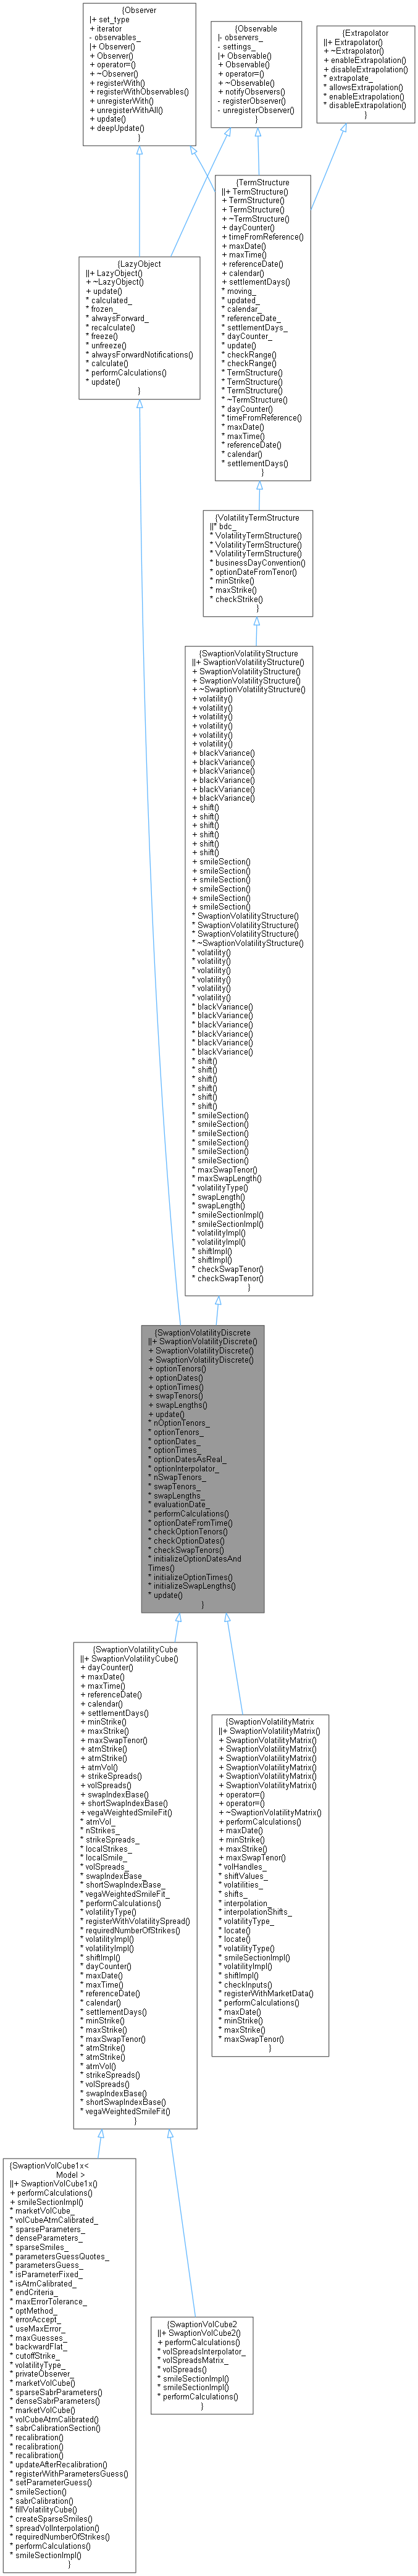 {Observer
|+ set_type
+ iterator
- observables_
|+ Observer()
+ Observer()
+ operator=()
+ ~Observer()
+ registerWith()
+ registerWithObservables()
+ unregisterWith()
+ unregisterWithAll()
+ update()
+ deepUpdate()
}
{Observable
|- observers_
- settings_
|+ Observable()
+ Observable()
+ operator=()
+ ~Observable()
+ notifyObservers()
- registerObserver()
- unregisterObserver()
}
{Extrapolator
||+ Extrapolator()
+ ~Extrapolator()
+ enableExtrapolation()
+ disableExtrapolation()
* extrapolate_
* allowsExtrapolation()
* enableExtrapolation()
* disableExtrapolation()
}
{TermStructure
||+ TermStructure()
+ TermStructure()
+ TermStructure()
+ ~TermStructure()
+ dayCounter()
+ timeFromReference()
+ maxDate()
+ maxTime()
+ referenceDate()
+ calendar()
+ settlementDays()
* moving_
* updated_
* calendar_
* referenceDate_
* settlementDays_
* dayCounter_
* update()
* checkRange()
* checkRange()
* TermStructure()
* TermStructure()
* TermStructure()
* ~TermStructure()
* dayCounter()
* timeFromReference()
* maxDate()
* maxTime()
* referenceDate()
* calendar()
* settlementDays()
}
{LazyObject
||+ LazyObject()
+ ~LazyObject()
+ update()
* calculated_
* frozen_
* alwaysForward_
* recalculate()
* freeze()
* unfreeze()
* alwaysForwardNotifications()
* calculate()
* performCalculations()
* update()
}
{VolatilityTermStructure
||* bdc_
* VolatilityTermStructure()
* VolatilityTermStructure()
* VolatilityTermStructure()
* businessDayConvention()
* optionDateFromTenor()
* minStrike()
* maxStrike()
* checkStrike()
}
{SwaptionVolatilityStructure
||+ SwaptionVolatilityStructure()
+ SwaptionVolatilityStructure()
+ SwaptionVolatilityStructure()
+ ~SwaptionVolatilityStructure()
+ volatility()
+ volatility()
+ volatility()
+ volatility()
+ volatility()
+ volatility()
+ blackVariance()
+ blackVariance()
+ blackVariance()
+ blackVariance()
+ blackVariance()
+ blackVariance()
+ shift()
+ shift()
+ shift()
+ shift()
+ shift()
+ shift()
+ smileSection()
+ smileSection()
+ smileSection()
+ smileSection()
+ smileSection()
+ smileSection()
* SwaptionVolatilityStructure()
* SwaptionVolatilityStructure()
* SwaptionVolatilityStructure()
* ~SwaptionVolatilityStructure()
* volatility()
* volatility()
* volatility()
* volatility()
* volatility()
* volatility()
* blackVariance()
* blackVariance()
* blackVariance()
* blackVariance()
* blackVariance()
* blackVariance()
* shift()
* shift()
* shift()
* shift()
* shift()
* shift()
* smileSection()
* smileSection()
* smileSection()
* smileSection()
* smileSection()
* smileSection()
* maxSwapTenor()
* maxSwapLength()
* volatilityType()
* swapLength()
* swapLength()
* smileSectionImpl()
* smileSectionImpl()
* volatilityImpl()
* volatilityImpl()
* shiftImpl()
* shiftImpl()
* checkSwapTenor()
* checkSwapTenor()
}
{SwaptionVolatilityDiscrete
||+ SwaptionVolatilityDiscrete()
+ SwaptionVolatilityDiscrete()
+ SwaptionVolatilityDiscrete()
+ optionTenors()
+ optionDates()
+ optionTimes()
+ swapTenors()
+ swapLengths()
+ update()
* nOptionTenors_
* optionTenors_
* optionDates_
* optionTimes_
* optionDatesAsReal_
* optionInterpolator_
* nSwapTenors_
* swapTenors_
* swapLengths_
* evaluationDate_
* performCalculations()
* optionDateFromTime()
* checkOptionTenors()
* checkOptionDates()
* checkSwapTenors()
* initializeOptionDatesAnd
Times()
* initializeOptionTimes()
* initializeSwapLengths()
* update()
}
{SwaptionVolatilityCube
||+ SwaptionVolatilityCube()
+ dayCounter()
+ maxDate()
+ maxTime()
+ referenceDate()
+ calendar()
+ settlementDays()
+ minStrike()
+ maxStrike()
+ maxSwapTenor()
+ atmStrike()
+ atmStrike()
+ atmVol()
+ strikeSpreads()
+ volSpreads()
+ swapIndexBase()
+ shortSwapIndexBase()
+ vegaWeightedSmileFit()
* atmVol_
* nStrikes_
* strikeSpreads_
* localStrikes_
* localSmile_
* volSpreads_
* swapIndexBase_
* shortSwapIndexBase_
* vegaWeightedSmileFit_
* performCalculations()
* volatilityType()
* registerWithVolatilitySpread()
* requiredNumberOfStrikes()
* volatilityImpl()
* volatilityImpl()
* shiftImpl()
* dayCounter()
* maxDate()
* maxTime()
* referenceDate()
* calendar()
* settlementDays()
* minStrike()
* maxStrike()
* maxSwapTenor()
* atmStrike()
* atmStrike()
* atmVol()
* strikeSpreads()
* volSpreads()
* swapIndexBase()
* shortSwapIndexBase()
* vegaWeightedSmileFit()
}
{SwaptionVolatilityMatrix
||+ SwaptionVolatilityMatrix()
+ SwaptionVolatilityMatrix()
+ SwaptionVolatilityMatrix()
+ SwaptionVolatilityMatrix()
+ SwaptionVolatilityMatrix()
+ SwaptionVolatilityMatrix()
+ SwaptionVolatilityMatrix()
+ operator=()
+ operator=()
+ ~SwaptionVolatilityMatrix()
+ performCalculations()
+ maxDate()
+ minStrike()
+ maxStrike()
+ maxSwapTenor()
* volHandles_
* shiftValues_
* volatilities_
* shifts_
* interpolation_
* interpolationShifts_
* volatilityType_
* locate()
* locate()
* volatilityType()
* smileSectionImpl()
* volatilityImpl()
* shiftImpl()
* checkInputs()
* registerWithMarketData()
* performCalculations()
* maxDate()
* minStrike()
* maxStrike()
* maxSwapTenor()
}
{SwaptionVolCube1x<
Model >
||+ SwaptionVolCube1x()
+ performCalculations()
+ smileSectionImpl()
* marketVolCube_
* volCubeAtmCalibrated_
* sparseParameters_
* denseParameters_
* sparseSmiles_
* parametersGuessQuotes_
* parametersGuess_
* isParameterFixed_
* isAtmCalibrated_
* endCriteria_
* maxErrorTolerance_
* optMethod_
* errorAccept_
* useMaxError_
* maxGuesses_
* backwardFlat_
* cutoffStrike_
* volatilityType_
* privateObserver_
* marketVolCube()
* sparseSabrParameters()
* denseSabrParameters()
* marketVolCube()
* volCubeAtmCalibrated()
* sabrCalibrationSection()
* recalibration()
* recalibration()
* recalibration()
* updateAfterRecalibration()
* registerWithParametersGuess()
* setParameterGuess()
* smileSection()
* sabrCalibration()
* fillVolatilityCube()
* createSparseSmiles()
* spreadVolInterpolation()
* requiredNumberOfStrikes()
* performCalculations()
* smileSectionImpl()
}
{SwaptionVolCube2
||+ SwaptionVolCube2()
+ performCalculations()
* volSpreadsInterpolator_
* volSpreadsMatrix_
* volSpreads()
* smileSectionImpl()
* smileSectionImpl()
* performCalculations()
}